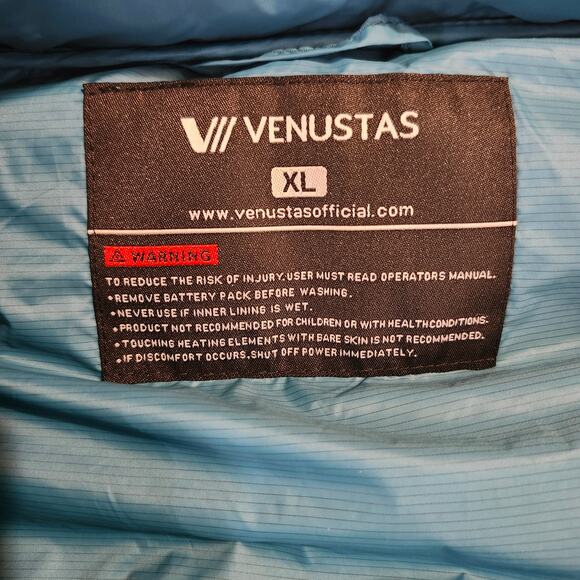 VENUSTAS
XL
www.venustasofficial.com
WARNING
TO REDUCE THE RISK OF INJURY.USER MUST READ OPERATORS MANUAL.
•REMOVE BATTERY PACK BEFORE WASHING.
•NEVER USE IF INNER LINING IS WET.
•PRODUCT NOT RECOMMENDED FOR CHILDREN OR WITH HEALTHCONDITIONS.
•TOUCHING HEATING ELEMENTS WITH BARE SKIN IS NOT RECOMMENDED.
•IF DISCOMFORT OCCURS.SHUT OFF POWER IMMEDIATELY.